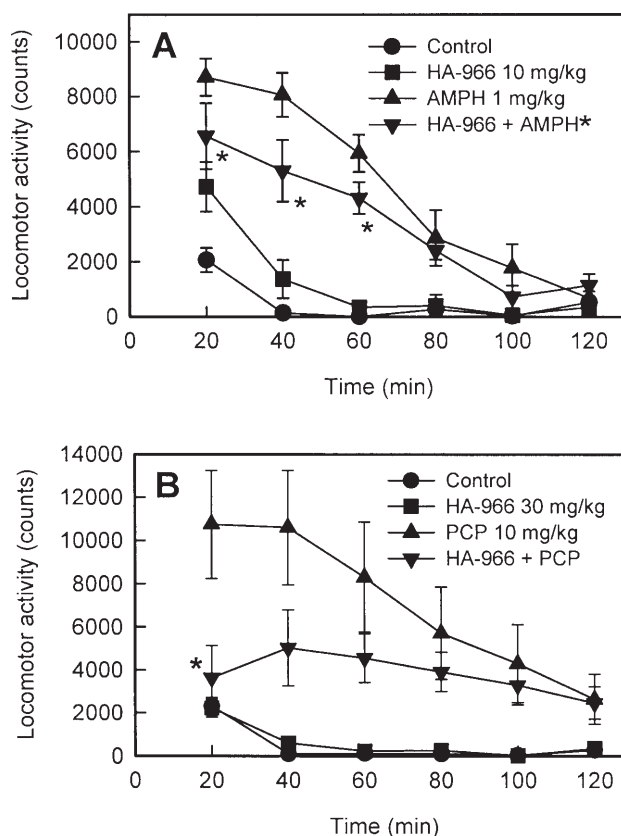 A
Locomotor activity (counts)
10000
8000
6000
4000
2000
0
Control
HA-966 10 mg/kg
AMPH 1 mg/kg
HA-966 + AMPH*
*
*
*
0 20 40 60 80 100 120
Time (min)
B
Locomotor activity (counts)
14000
12000
10000
8000
6000
4000
2000
0
Control
HA-966 30 mg/kg
PCP 10 mg/kg
HA-966 + PCP
*
0 20 40 60 80 100 120
Time (min)